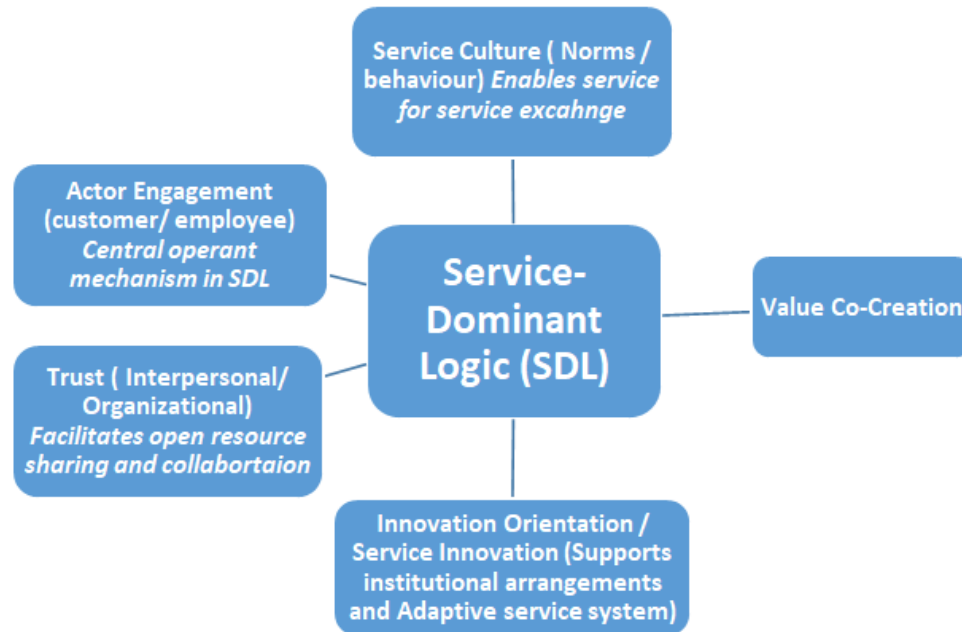 Service Culture ( Norms /
behaviour) Enables service
for service excahnge
Actor Engagement
(customer/ employee)
Central operant
mechanism in SDL
Service-
Dominant
Logic (SDL)
Value Co-Creation
Trust ( Interpersonal/
Organizational)
Facilitates open resource
sharing and collabortaion
Innovation Orientation /
Service Innovation (Supports
institutional arrangements
and Adaptive service system)